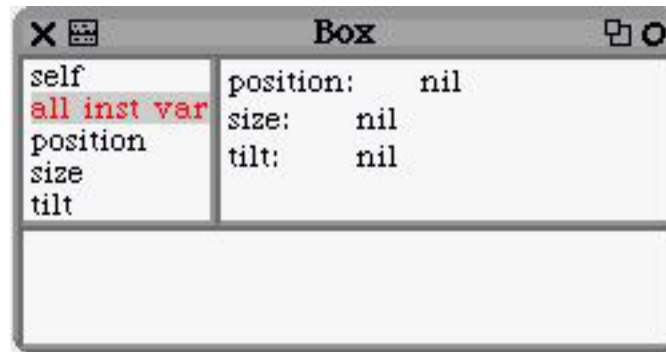 Box
self
all inst var
position
size
tilt
position: nil
size: nil
tilt: nil